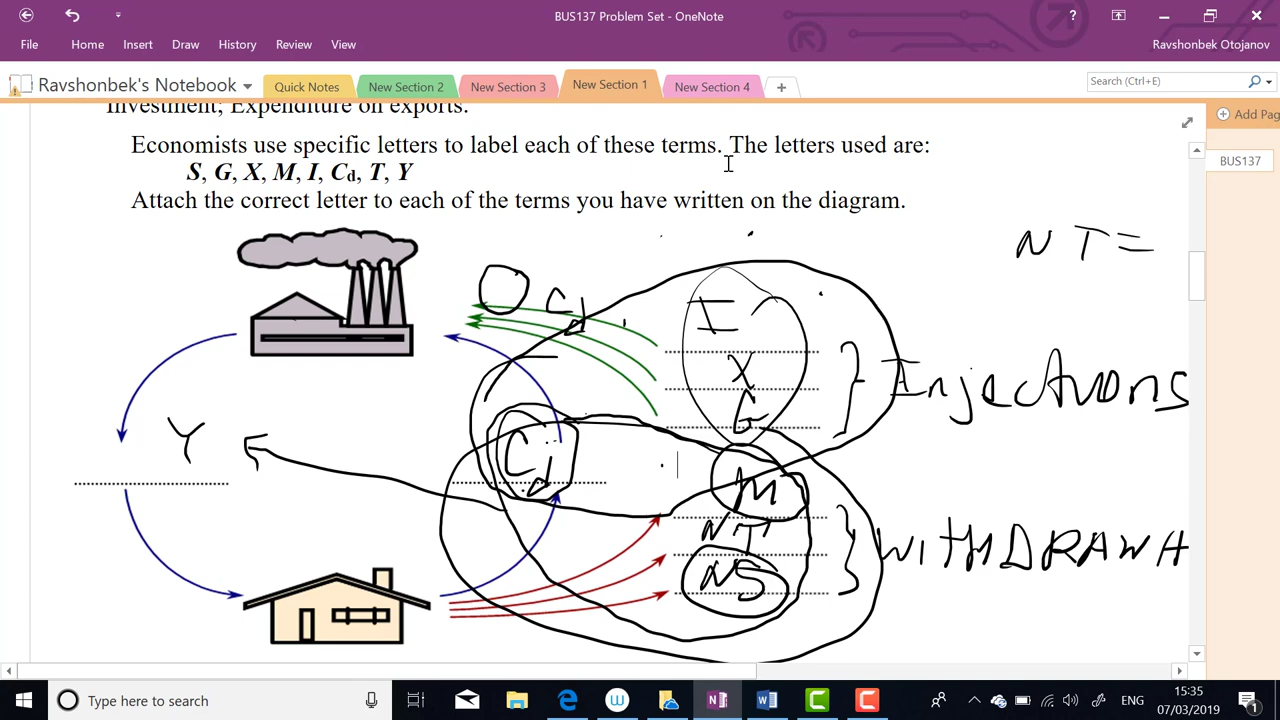 BUS137 Problem Set - OneNote
File Home Insert Draw History Review View Ravshonbek Otojanov
Ravshonbek's Notebook Quick Notes New Section 2 New Section 3 New Section 1 New Section 4 + Search (Ctrl+E)
Investment; Expenditure on exports.
Add Pag
Economists use specific letters to label each of these terms. The letters used are:
BUS137
S, G, X, M, I, Cd, T, Y
Attach the correct letter to each of the terms you have written on the diagram.
NT=
Cd
I
X
Injections
G
Y
Cd
M
NT
WITHDRAWA
NS
Type here to search
ENG
15:35
07/03/2019
1